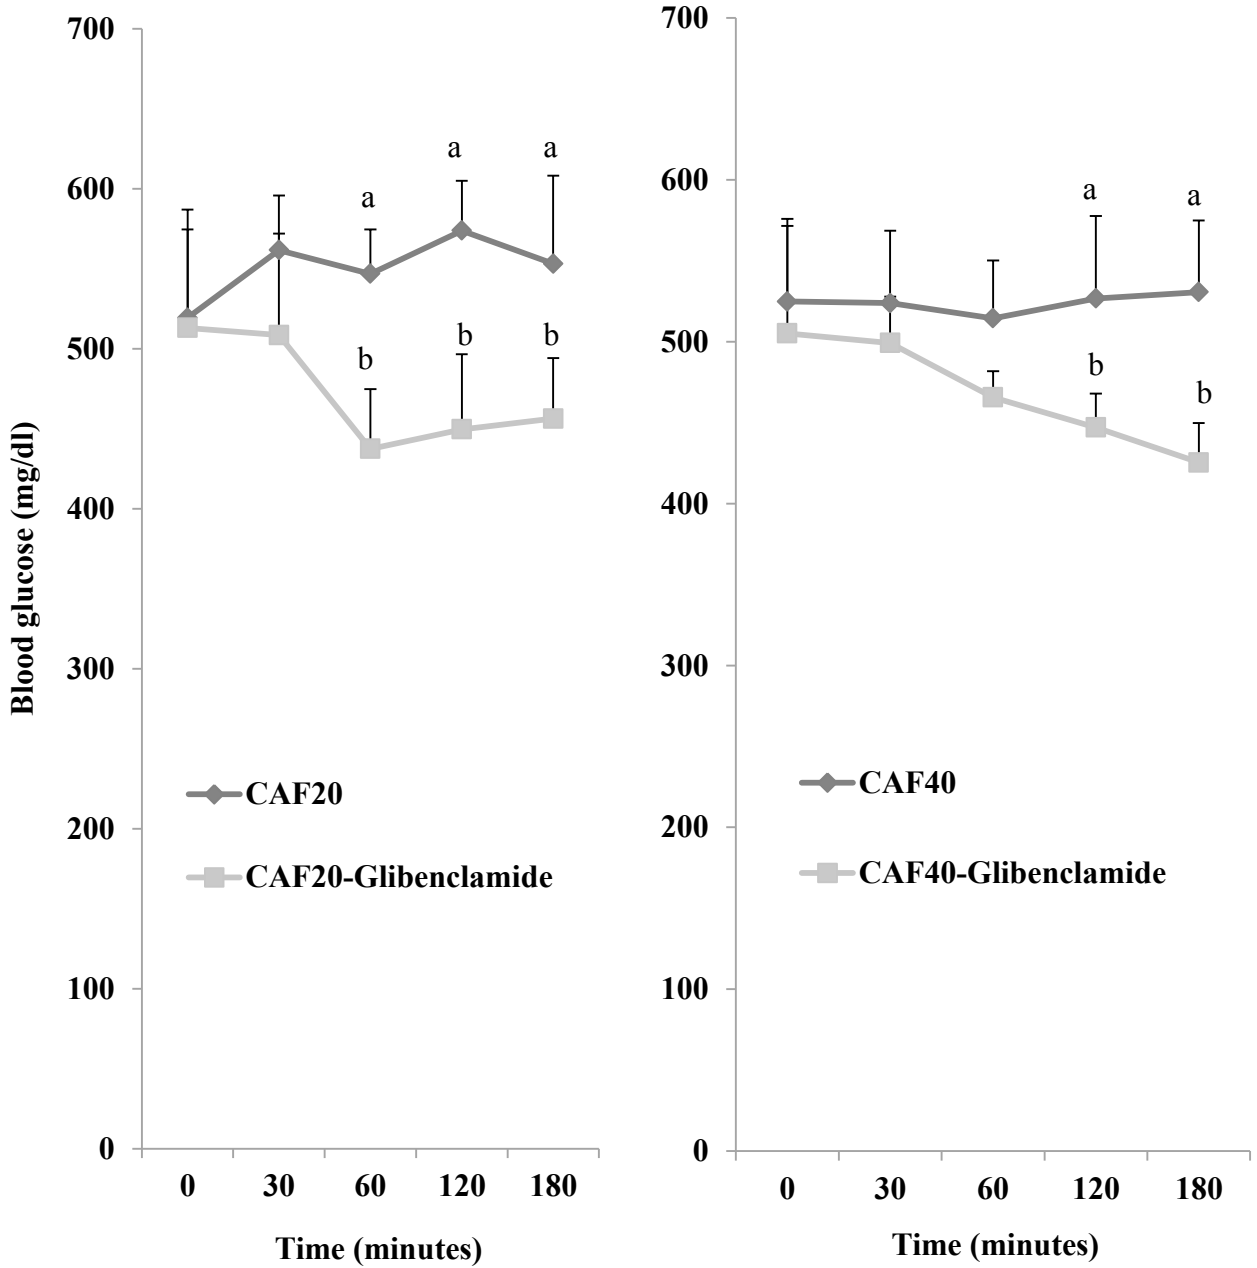 Blood glucose (mg/dl)
700
600
500
400
300
200
100
0
a
a
a
b
b
b
CAF20
CAF20-Glibenclamide
0 30 60 120 180
Time (minutes)
700
600
500
400
300
200
100
0
a
a
b
b
CAF40
CAF40-Glibenclamide
0 30 60 120 180
Time (minutes)